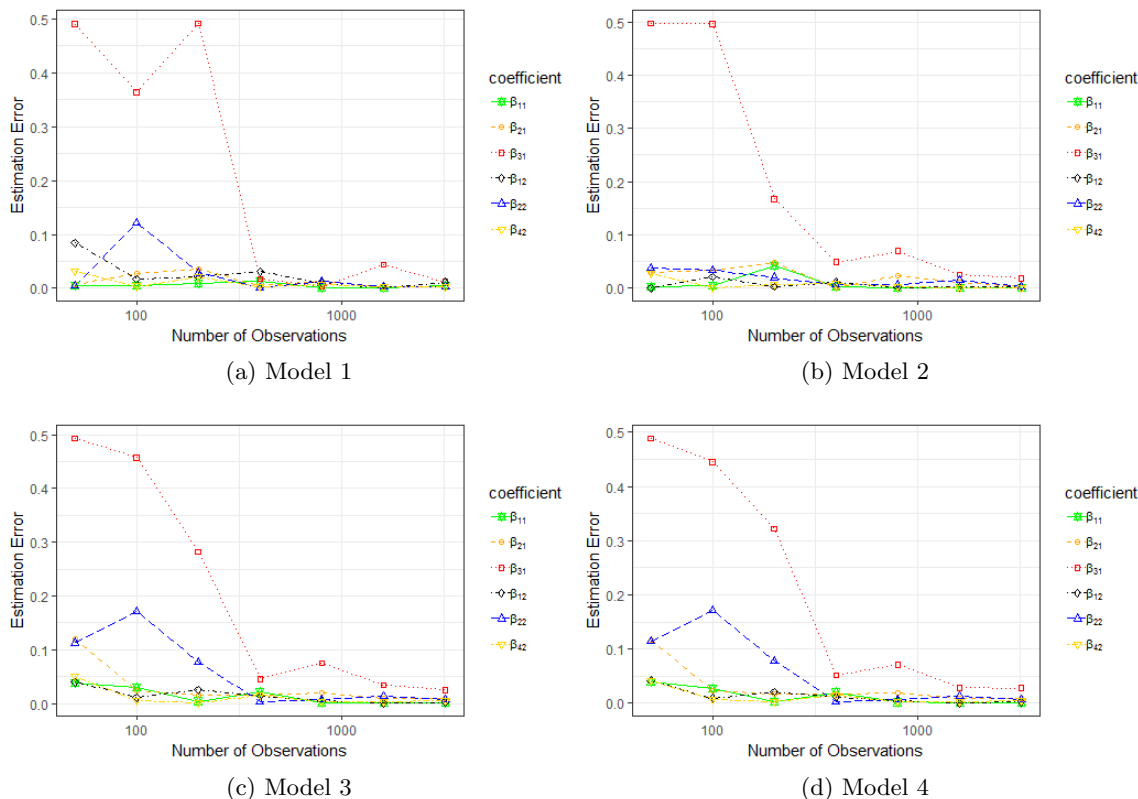 0.5
0.4
0.3
0.2
0.1
0.0
Estimation Error
100
1000
Number of Observations
coefficient
β11
β21
β31
β12
β22
β42
(a) Model 1
0.5
0.4
0.3
0.2
0.1
0.0
Estimation Error
100
1000
Number of Observations
coefficient
β11
β21
β31
β12
β22
β42
(b) Model 2
0.5
0.4
0.3
0.2
0.1
0.0
Estimation Error
100
1000
Number of Observations
coefficient
β11
β21
β31
β12
β22
β42
(c) Model 3
0.5
0.4
0.3
0.2
0.1
0.0
Estimation Error
100
1000
Number of Observations
coefficient
β11
β21
β31
β12
β22
β42
(d) Model 4